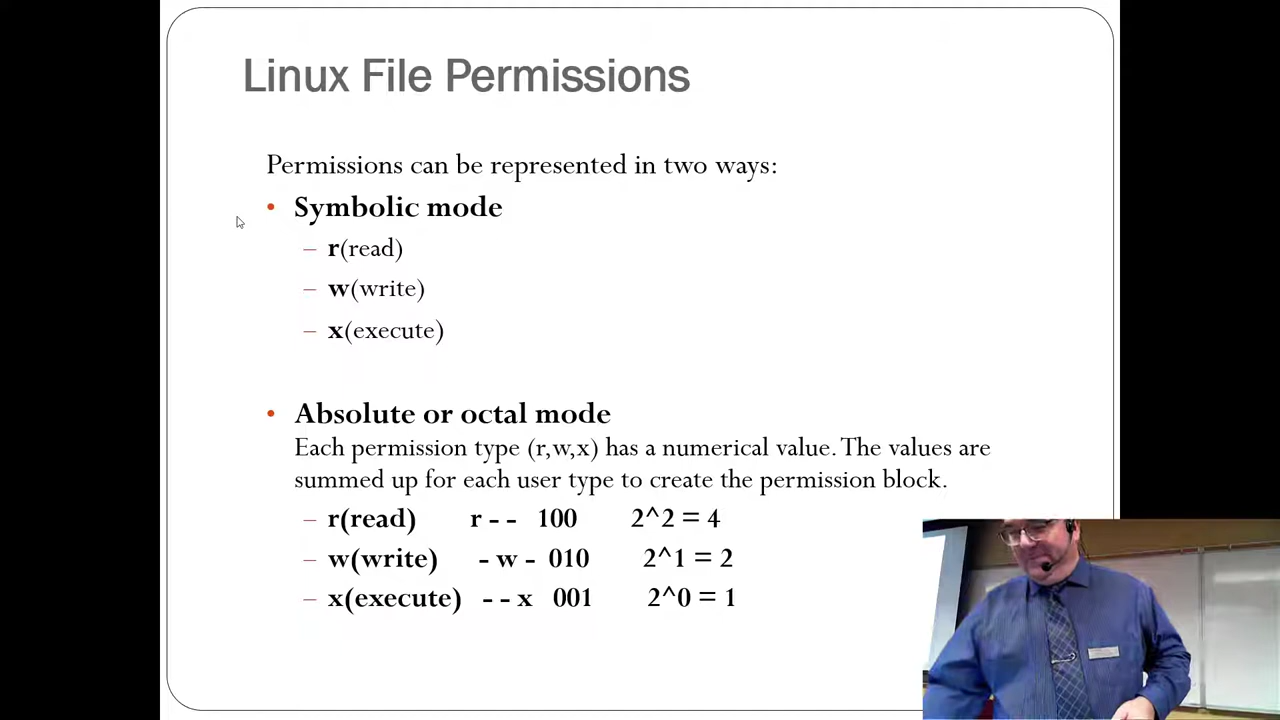 Linux File Permissions
Permissions can be represented in two ways:
• Symbolic mode
– r(read)
– w(write)
– x(execute)
• Absolute or octal mode
Each permission type (r,w,x) has a numerical value. The values are
summed up for each user type to create the permission block.
– r(read) r - - 100 2^2 = 4
– w(write) - w - 010 2^1 = 2
– x(execute) - - x 001 2^0 = 1